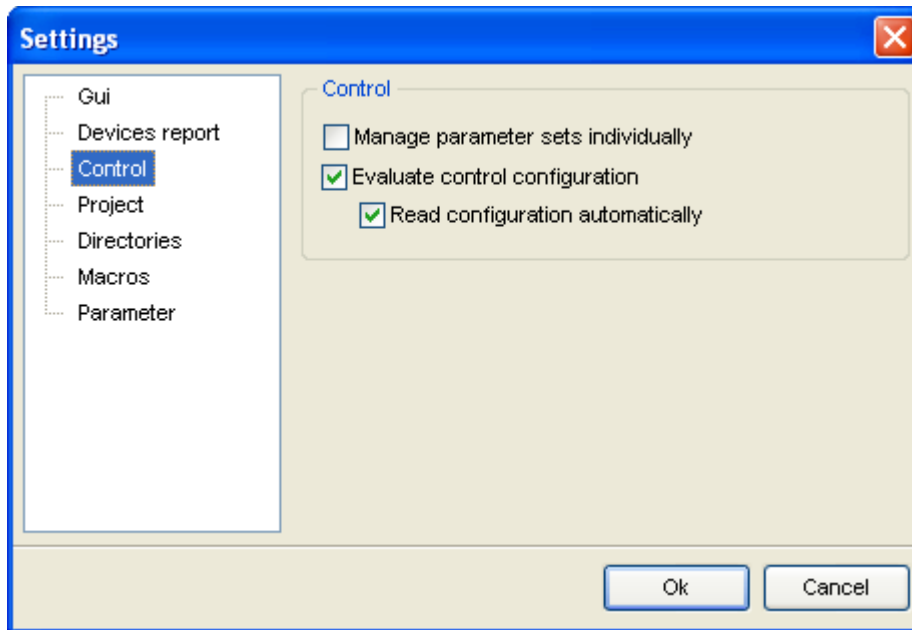 Settings
Gui
Devices report
Control
Project
Directories
Macros
Parameter
Control
Manage parameter sets individually
Evaluate control configuration
Read configuration automatically
Ok
Cancel